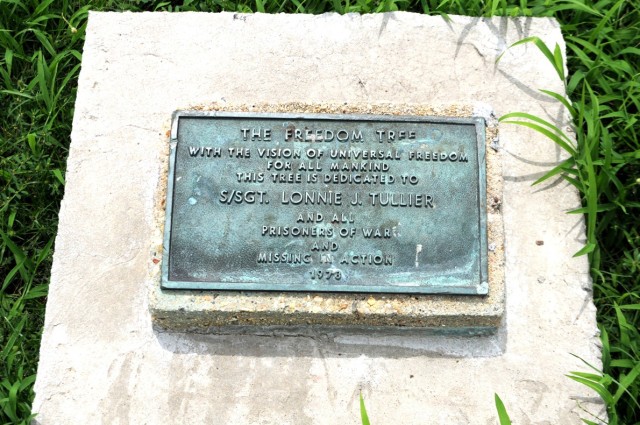 THE FREEDOM TREE
WITH THE VISION OF UNIVERSAL FREEDOM
FOR ALL MANKIND
THIS TREE IS DEDICATED TO
S/SGT. LONNIE J. TULLIER
AND ALL
PRISONERS OF WAR
AND
MISSING IN ACTION
1973